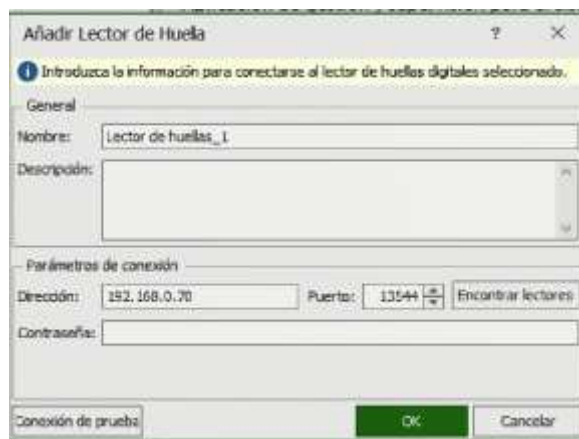 Añadir Lector de Huella ?
Introduzca la información para conectarse al lector de huellas digitales seleccionado.
General
Nombre: Lector de huellas_1
Descripción:
Parámetros de conexión
Dirección: 192.168.0.70 Puerto: 13544 Encontrar lectores
Contraseña:
Conexión de prueba OK Cancelar